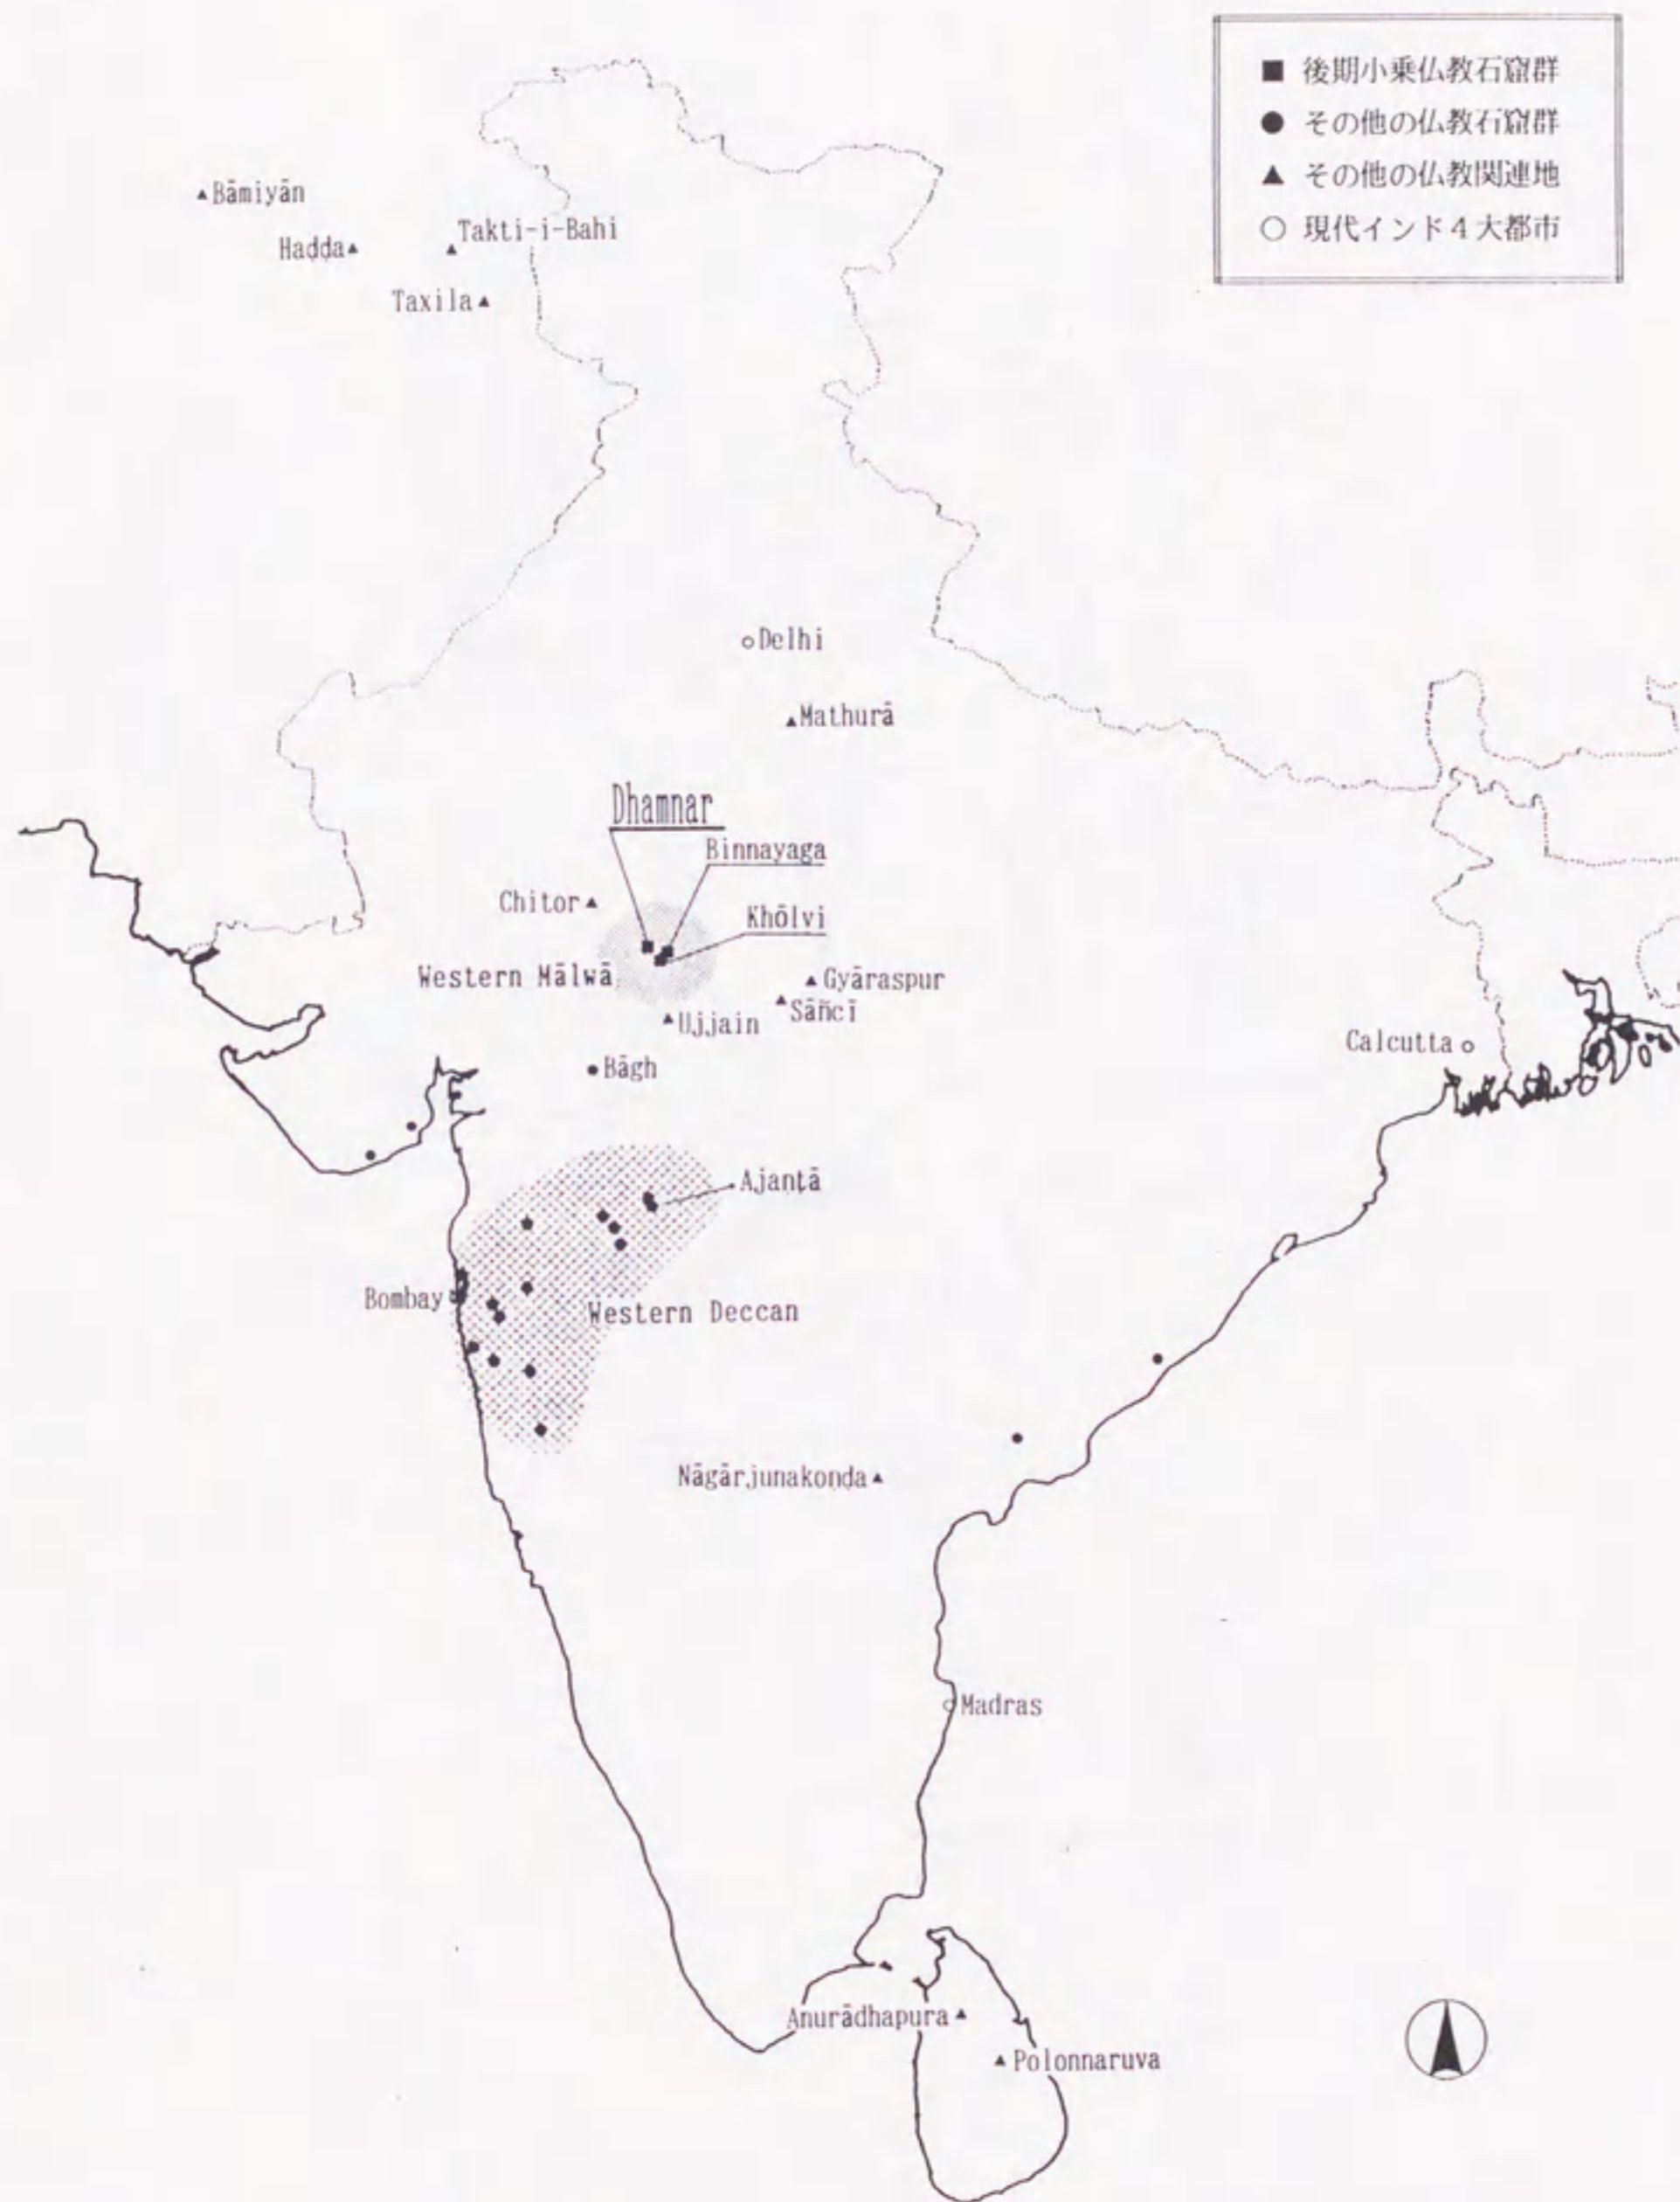 ■ 後期小乗仏教石窟群
● その他の仏教石窟群
▲ その他の仏教関連地
○ 現代インド4大都市
Bāmiyān
Takti-i-Bahi
Haḍḍa
Taxila
Delhi
Mathurā
Dhamnar
Binnayaga
Chitor
Khōlvi
Western Mālwā
Gyāraspur
Sāñcī
Ujjain
Calcutta
Bāgh
Ajaṇṭā
Bombay
Western Deccan
Nāgārjunakoṇḍa
Madras
Anurādhapura
Polonnaruva